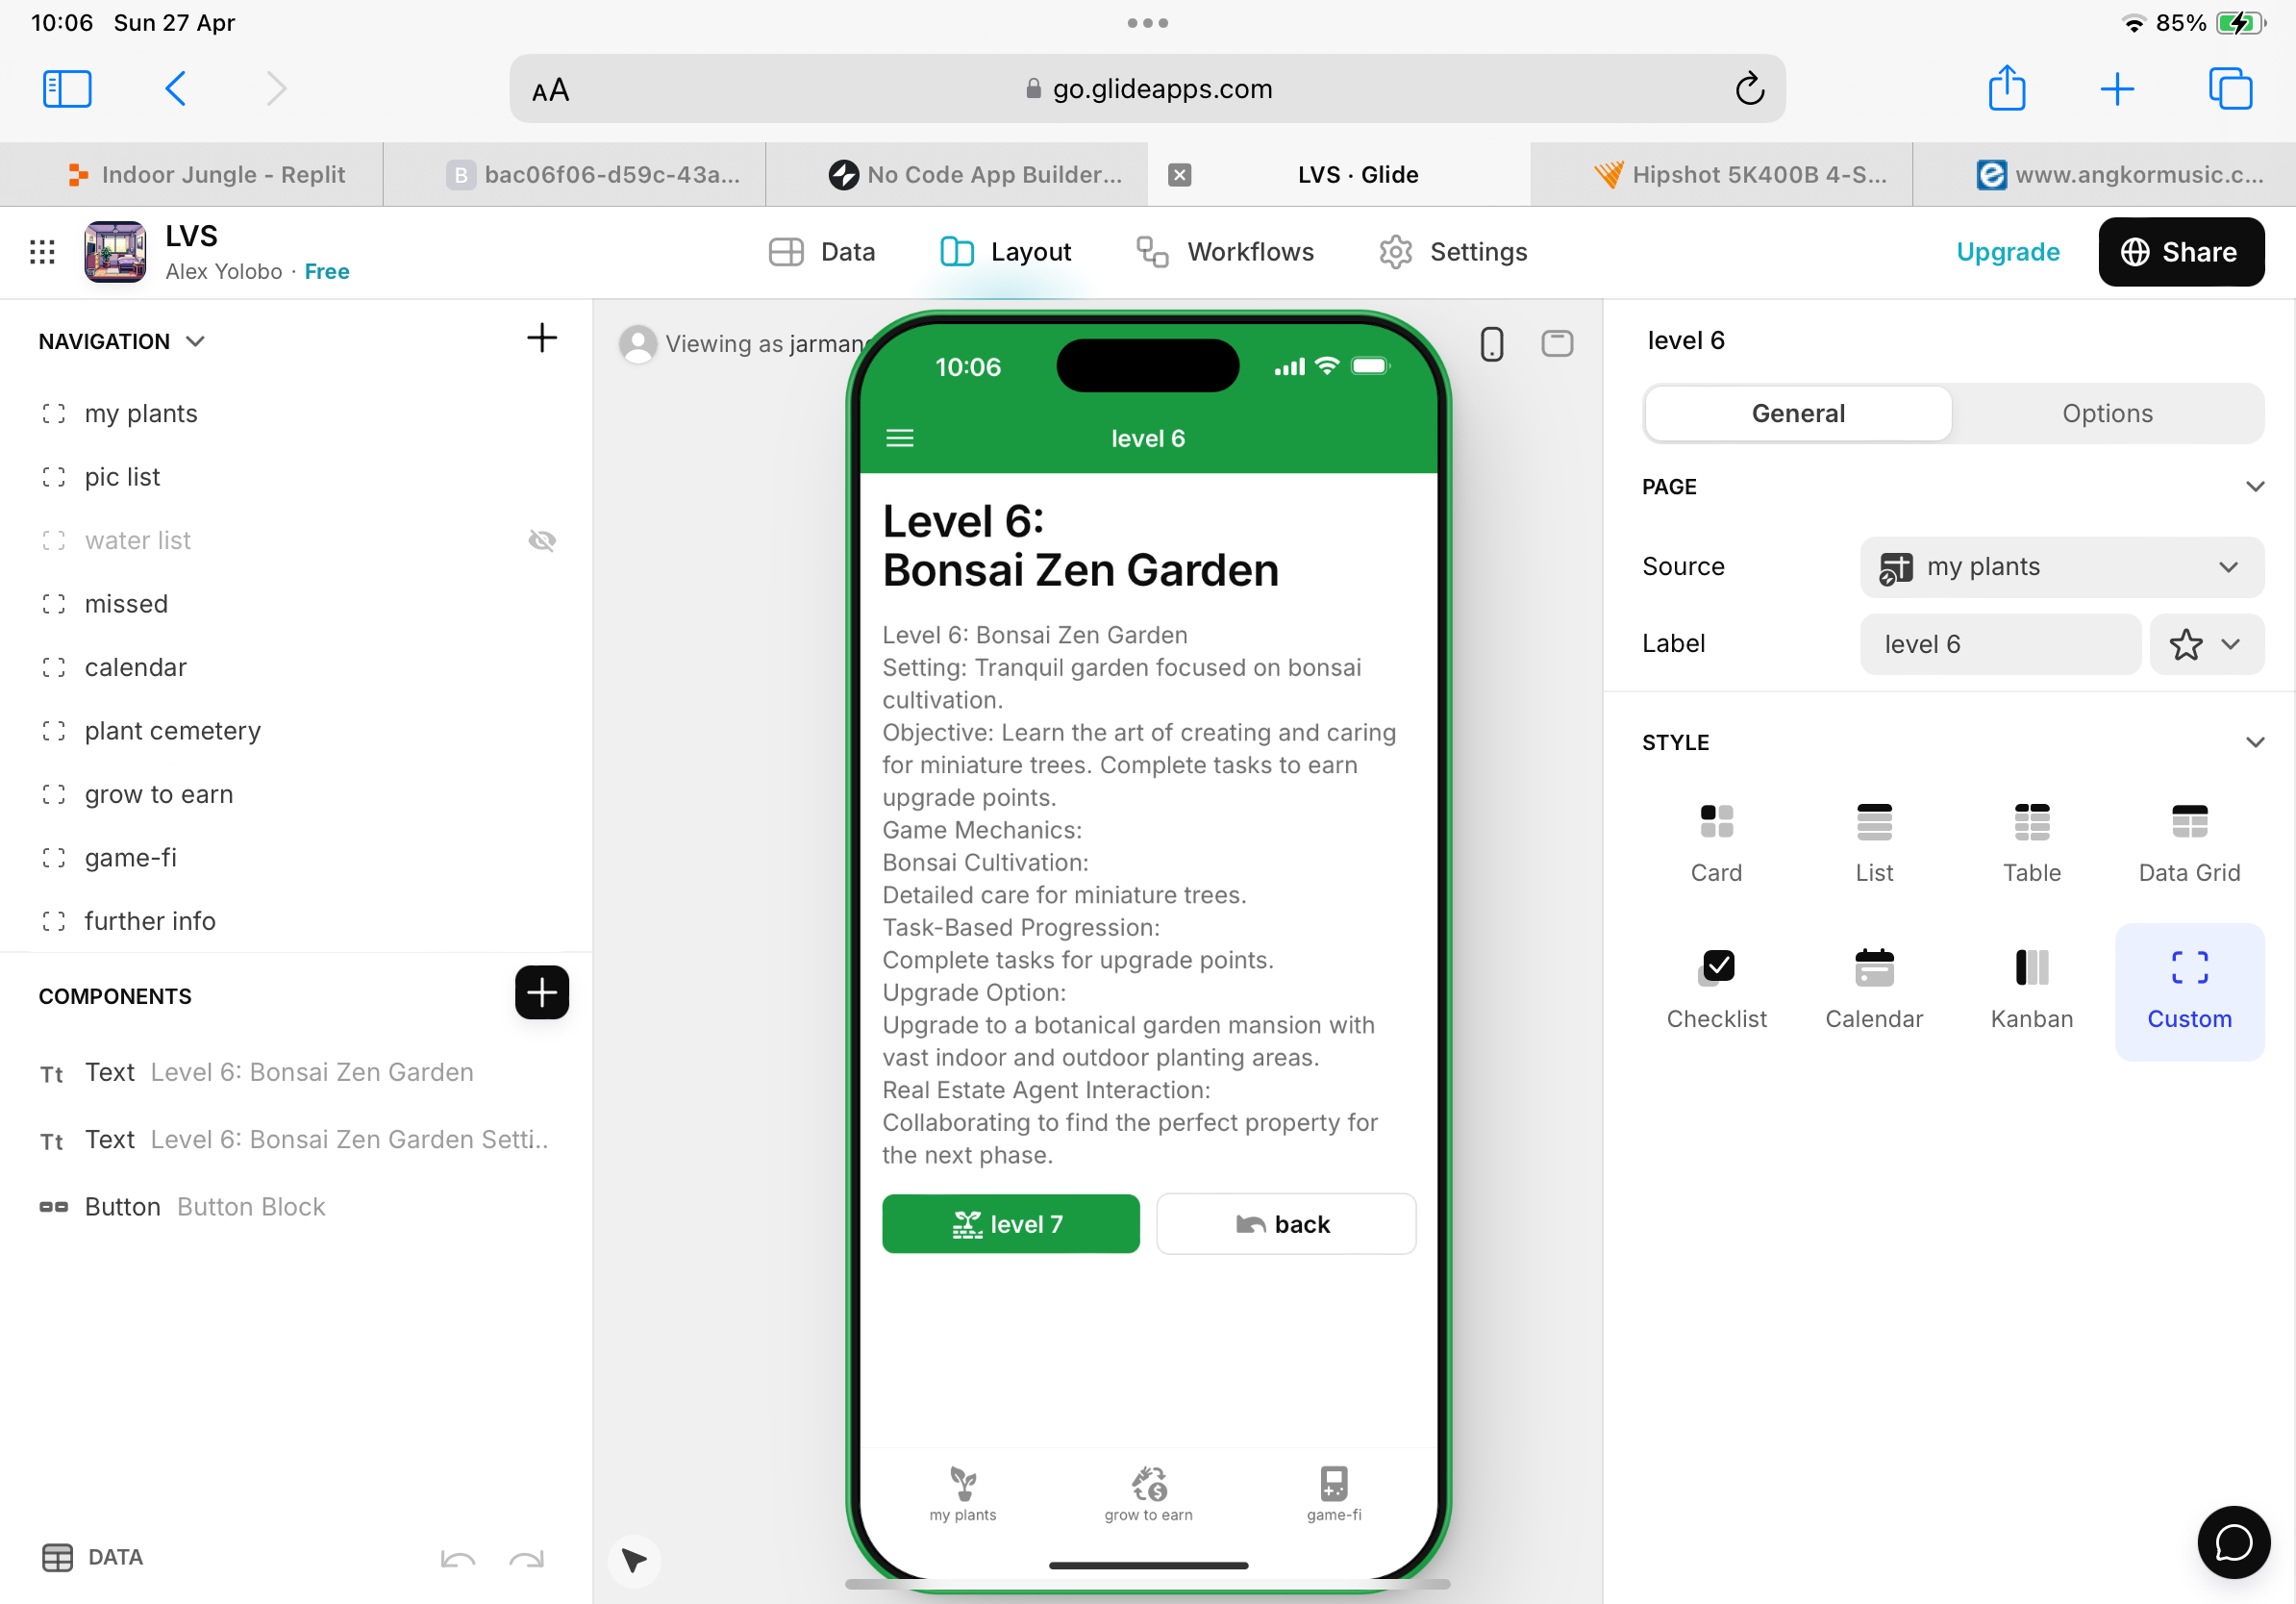 10:06 Sun 27 Apr
85%
AA
go.glideapps.com
Indoor Jungle - Replit
B bac06f06-d59c-43a...
No Code App Builder...
LVS · Glide
Hipshot 5K400B 4-S...
www.angkormusic.c...
LVS
Alex Yolobo · Free
Data
Layout
Workflows
Settings
Upgrade
Share
NAVIGATION
my plants
pic list
water list
missed
calendar
plant cemetery
grow to earn
game-fi
further info
COMPONENTS
Tt Text Level 6: Bonsai Zen Garden
Tt Text Level 6: Bonsai Zen Garden Setti..
Button Button Block
DATA
Viewing as jarman
10:06
level 6
Level 6:
Bonsai Zen Garden
Level 6: Bonsai Zen Garden
Setting: Tranquil garden focused on bonsai
cultivation.
Objective: Learn the art of creating and caring
for miniature trees. Complete tasks to earn
upgrade points.
Game Mechanics:
Bonsai Cultivation:
Detailed care for miniature trees.
Task-Based Progression:
Complete tasks for upgrade points.
Upgrade Option:
Upgrade to a botanical garden mansion with
vast indoor and outdoor planting areas.
Real Estate Agent Interaction:
Collaborating to find the perfect property for
the next phase.
level 7
back
my plants
grow to earn
game-fi
level 6
General
Options
PAGE
Source
my plants
Label
level 6
STYLE
Card
List
Table
Data Grid
Checklist
Calendar
Kanban
Custom